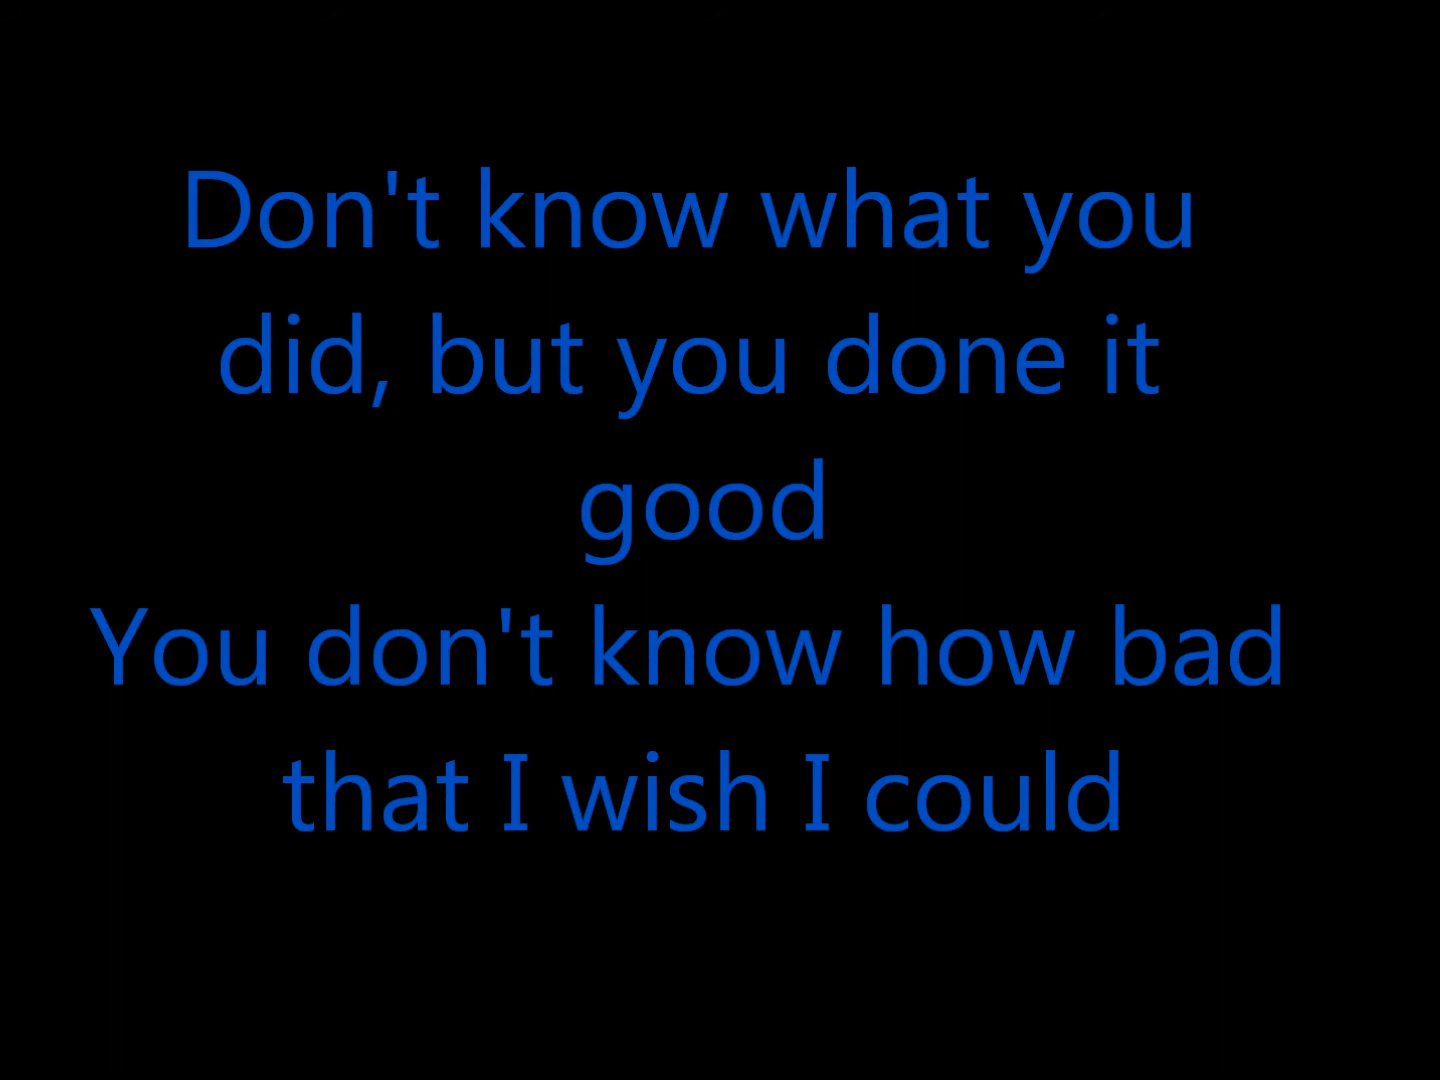 Don't know what you
did, but you done it
good
You don't know how bad
that I wish I could